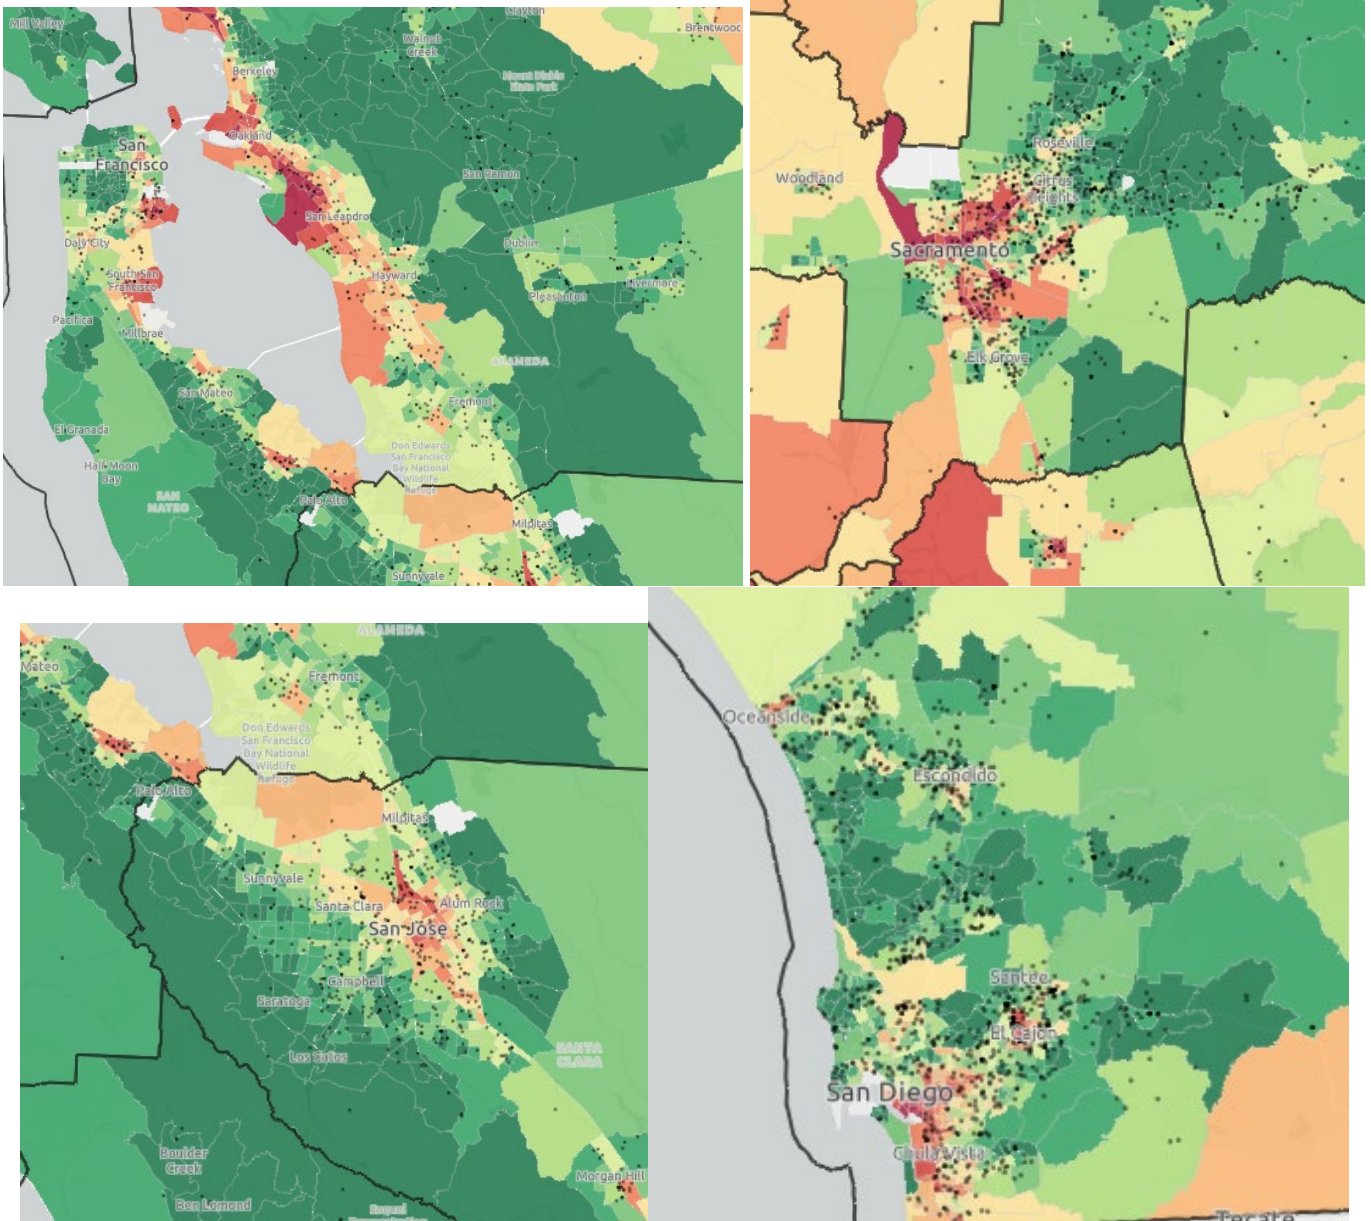 Mill Valley
Clayton
Brentwood
Walnut
Creek
Berkeley
Mount Diablo
State Park
Oakland
San
Francisco
San Ramon
San Leandro
Daly City
Dublin
Hayward
South San
Francisco
Livermore
Pleasanton
Pacifica
Millbrae
ALAMEDA
San Mateo
Fremont
El Granada
Don Edwards
San Francisco
Bay National
Wildlife
Refuge
Half Moon
Bay
SAN
MATEO
Palo Alto
Milpitas
Sunnyvale
Roseville
Woodland
Citrus
Heights
Sacramento
Elk Grove
ALAMEDA
Mateo
Fremont
Don Edwards
San Francisco
Bay National
Wildlife
Refuge
Palo Alto
Milpitas
Sunnyvale
Santa Clara
Alum Rock
San Jose
Campbell
Saratoga
Los Gatos
SANTA
CLARA
Boulder
Creek
Morgan Hill
Ben Lomond
Oceanside
Escondido
Santee
El Cajon
San Diego
Chula Vista
Tecate